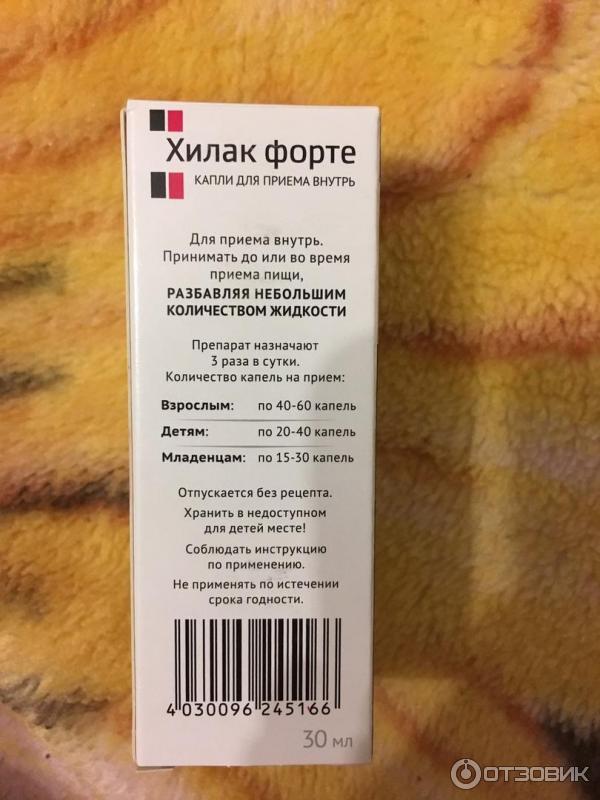 Хилак форте
КАПЛИ ДЛЯ ПРИЕМА ВНУТРЬ
Для приема внутрь.
Принимать до или во время
приема пищи,
РАЗБАВЛЯЯ НЕБОЛЬШИМ
КОЛИЧЕСТВОМ ЖИДКОСТИ
Препарат назначают
3 раза в сутки.
Количество капель на прием:
Взрослым: по 40-60 капель
Детям: по 20-40 капель
Младенцам: по 15-30 капель
Отпускается без рецепта.
Хранить в недоступном
для детей месте!
Соблюдать инструкцию
по применению.
Не применять по истечении
срока годности.
4 030096 245166
30 мл
ОТЗОВИК